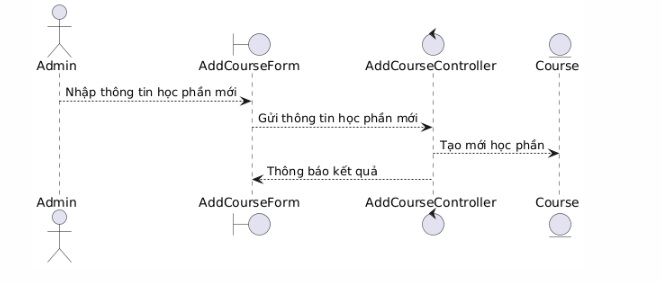 Admin
AddCourseForm
AddCourseController
Course
Nhập thông tin học phần mới
Gửi thông tin học phần mới
Tạo mới học phần
Thông báo kết quả
Admin
AddCourseForm
AddCourseController
Course